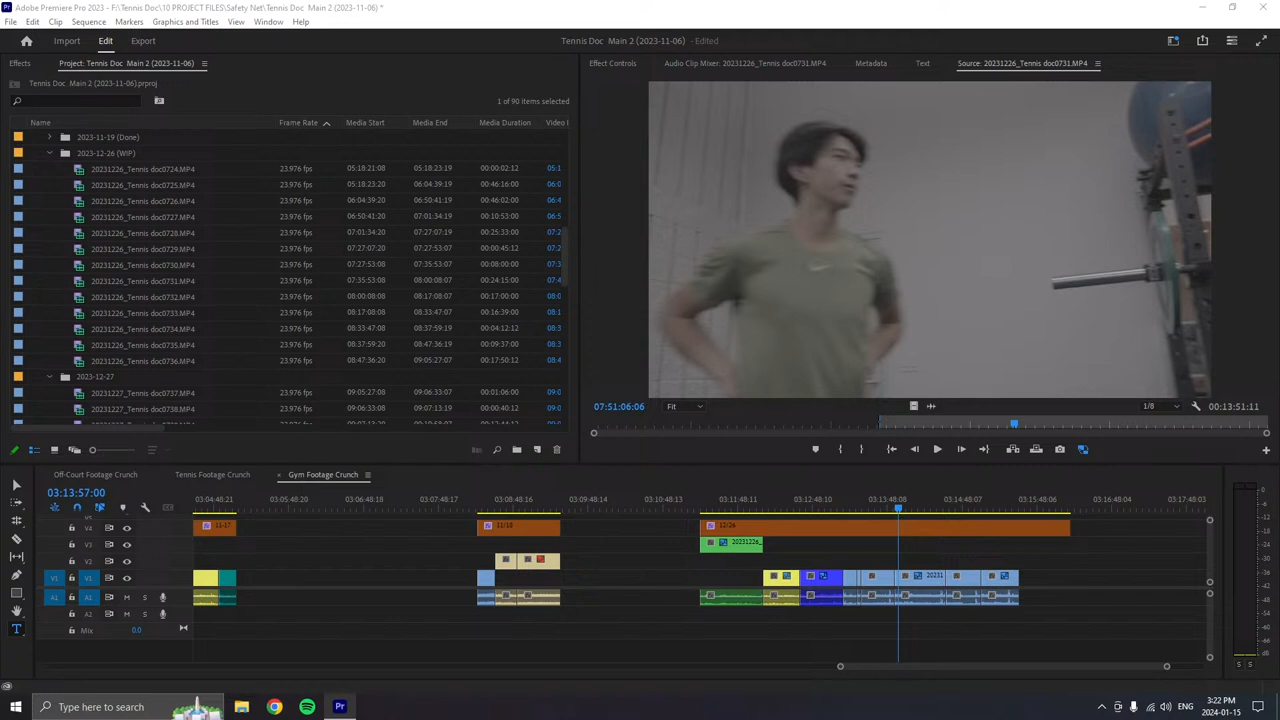 Adobe Premiere Pro 2023 - F:\Tennis Doc\10 PROJECT FILES\Safety Net\Tennis Doc Main 2 (2023-11-06) *
File Edit Clip Sequence Markers Graphics and Titles View Window Help
Import Edit Export
Tennis Doc Main 2 (2023-11-06) - Edited
Effects Project: Tennis Doc Main 2 (2023-11-06)
Effect Controls Audio Clip Mixer: 20231226_Tennis doc0731.MP4 Metadata Text Source: 20231226_Tennis doc0731.MP4
Tennis Doc Main 2 (2023-11-06).prproj
1 of 90 items selected
Name Frame Rate Media Start Media End Media Duration Video I
2023-11-19 (Done)
2023-12-26 (WIP)
20231226_Tennis doc0724.MP4 23.976 fps 05:18:21:08 05:18:23:19 00:00:02:12 05:1
20231226_Tennis doc0725.MP4 23.976 fps 05:18:23:20 06:04:39:19 00:46:16:00 06:0
20231226_Tennis doc0726.MP4 23.976 fps 06:04:39:20 06:50:41:19 00:46:02:00 06:4
20231226_Tennis doc0727.MP4 23.976 fps 06:50:41:20 07:01:34:19 00:10:53:00 06:5
20231226_Tennis doc0728.MP4 23.976 fps 07:01:34:20 07:27:07:19 00:25:33:00 07:2
20231226_Tennis doc0729.MP4 23.976 fps 07:27:07:20 07:27:53:07 00:00:45:12 07:2
20231226_Tennis doc0730.MP4 23.976 fps 07:27:53:08 07:35:53:07 00:08:00:00 07:3
20231226_Tennis doc0731.MP4 23.976 fps 07:35:53:08 08:00:08:07 00:24:15:00 07:4
20231226_Tennis doc0732.MP4 23.976 fps 08:00:08:08 08:17:08:07 00:17:00:00 08:0
20231226_Tennis doc0733.MP4 23.976 fps 08:17:08:08 08:33:47:07 00:16:39:00 08:1
20231226_Tennis doc0734.MP4 23.976 fps 08:33:47:08 08:37:59:19 00:04:12:12 08:3
20231226_Tennis doc0735.MP4 23.976 fps 08:37:59:20 08:47:36:19 00:09:37:00 08:4
20231226_Tennis doc0736.MP4 23.976 fps 08:47:36:20 09:05:27:07 00:17:50:12 08:4
2023-12-27
20231227_Tennis doc0737.MP4 23.976 fps 09:05:27:08 09:06:33:07 00:01:06:00 09:0
20231227_Tennis doc0738.MP4 23.976 fps 09:06:33:08 09:07:13:19 00:00:40:12 09:0
07:51:06:06 Fit 1/8 00:13:51:11
Off-Court Footage Crunch Tennis Footage Crunch × Gym Footage Crunch
03:13:57:00
03:04:48:21 03:05:48:20 03:06:48:18 03:07:48:17 03:08:48:16 03:09:48:14 03:10:48:13 03:11:48:11 03:12:48:10 03:13:48:08 03:14:48:07 03:15:48:06 03:16:48:04 03:17:48:03
V4 11-17 11/18 12/26
V3 20231226_
V2
V1 V1 20231
A1 A1 M S
A2 M S
Mix 0.0
0
-6
-12
-18
-24
-30
-36
-42
-48
-54
dB
S S
Type here to search
3:22 PM
2024-01-15